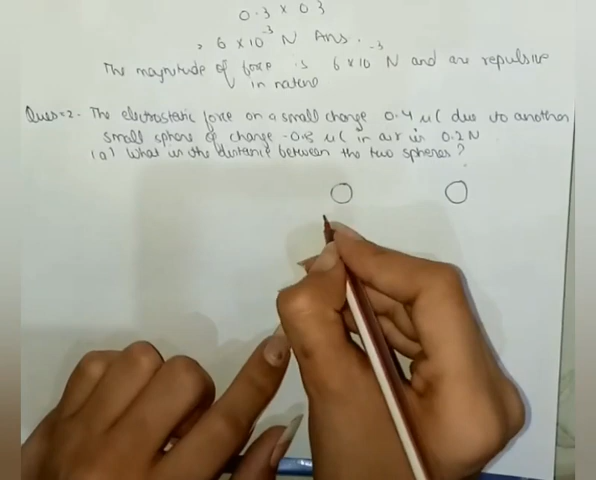 0.3 × 0.3
, 6 × 10⁻³ N Ans.
The magnitude of force is 6 × 10⁻³ N and are repulsive
in nature
Ques=2- The electrostatic force on a small charge 0.4 μC due to another
small sphere of charge -0.8 μC in air is 0.2N
(a) What is the distance between the two spheres?